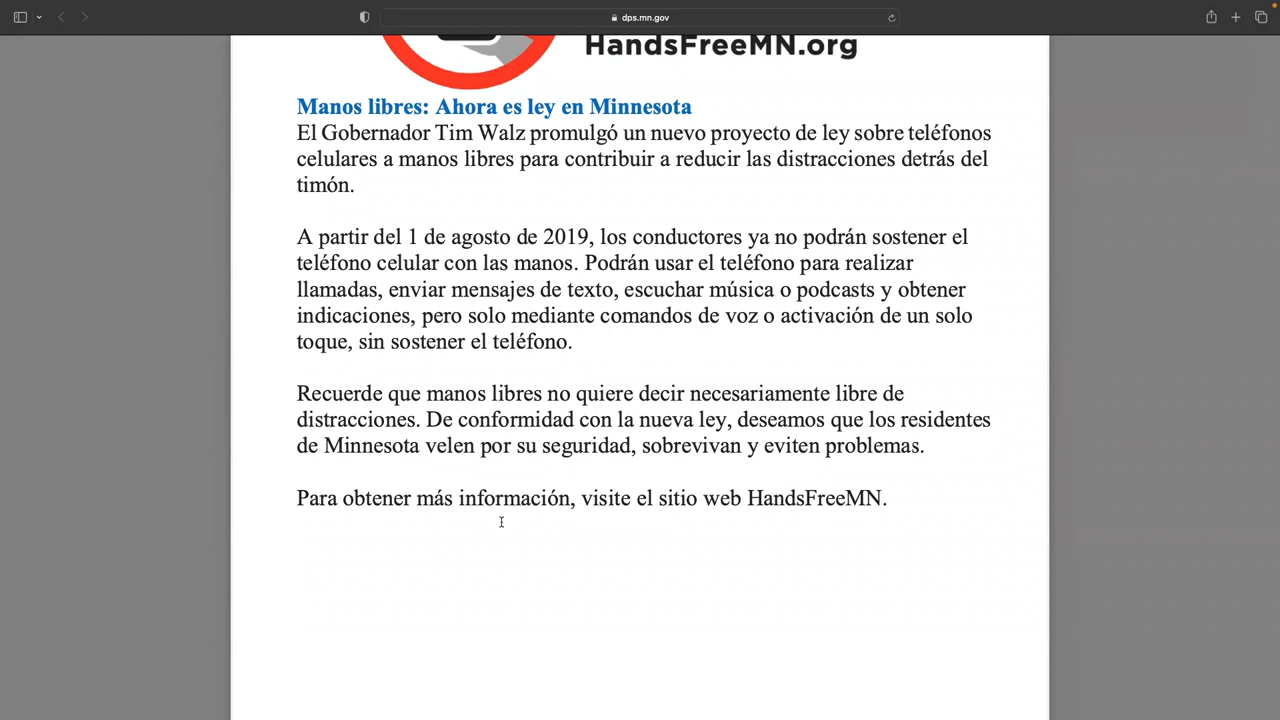 dps.mn.gov
HandsFreeMN.org
Manos libres: Ahora es ley en Minnesota
El Gobernador Tim Walz promulgó un nuevo proyecto de ley sobre teléfonos
celulares a manos libres para contribuir a reducir las distracciones detrás del
timón.
A partir del 1 de agosto de 2019, los conductores ya no podrán sostener el
teléfono celular con las manos. Podrán usar el teléfono para realizar
llamadas, enviar mensajes de texto, escuchar música o podcasts y obtener
indicaciones, pero solo mediante comandos de voz o activación de un solo
toque, sin sostener el teléfono.
Recuerde que manos libres no quiere decir necesariamente libre de
distracciones. De conformidad con la nueva ley, deseamos que los residentes
de Minnesota velen por su seguridad, sobrevivan y eviten problemas.
Para obtener más información, visite el sitio web HandsFreeMN.